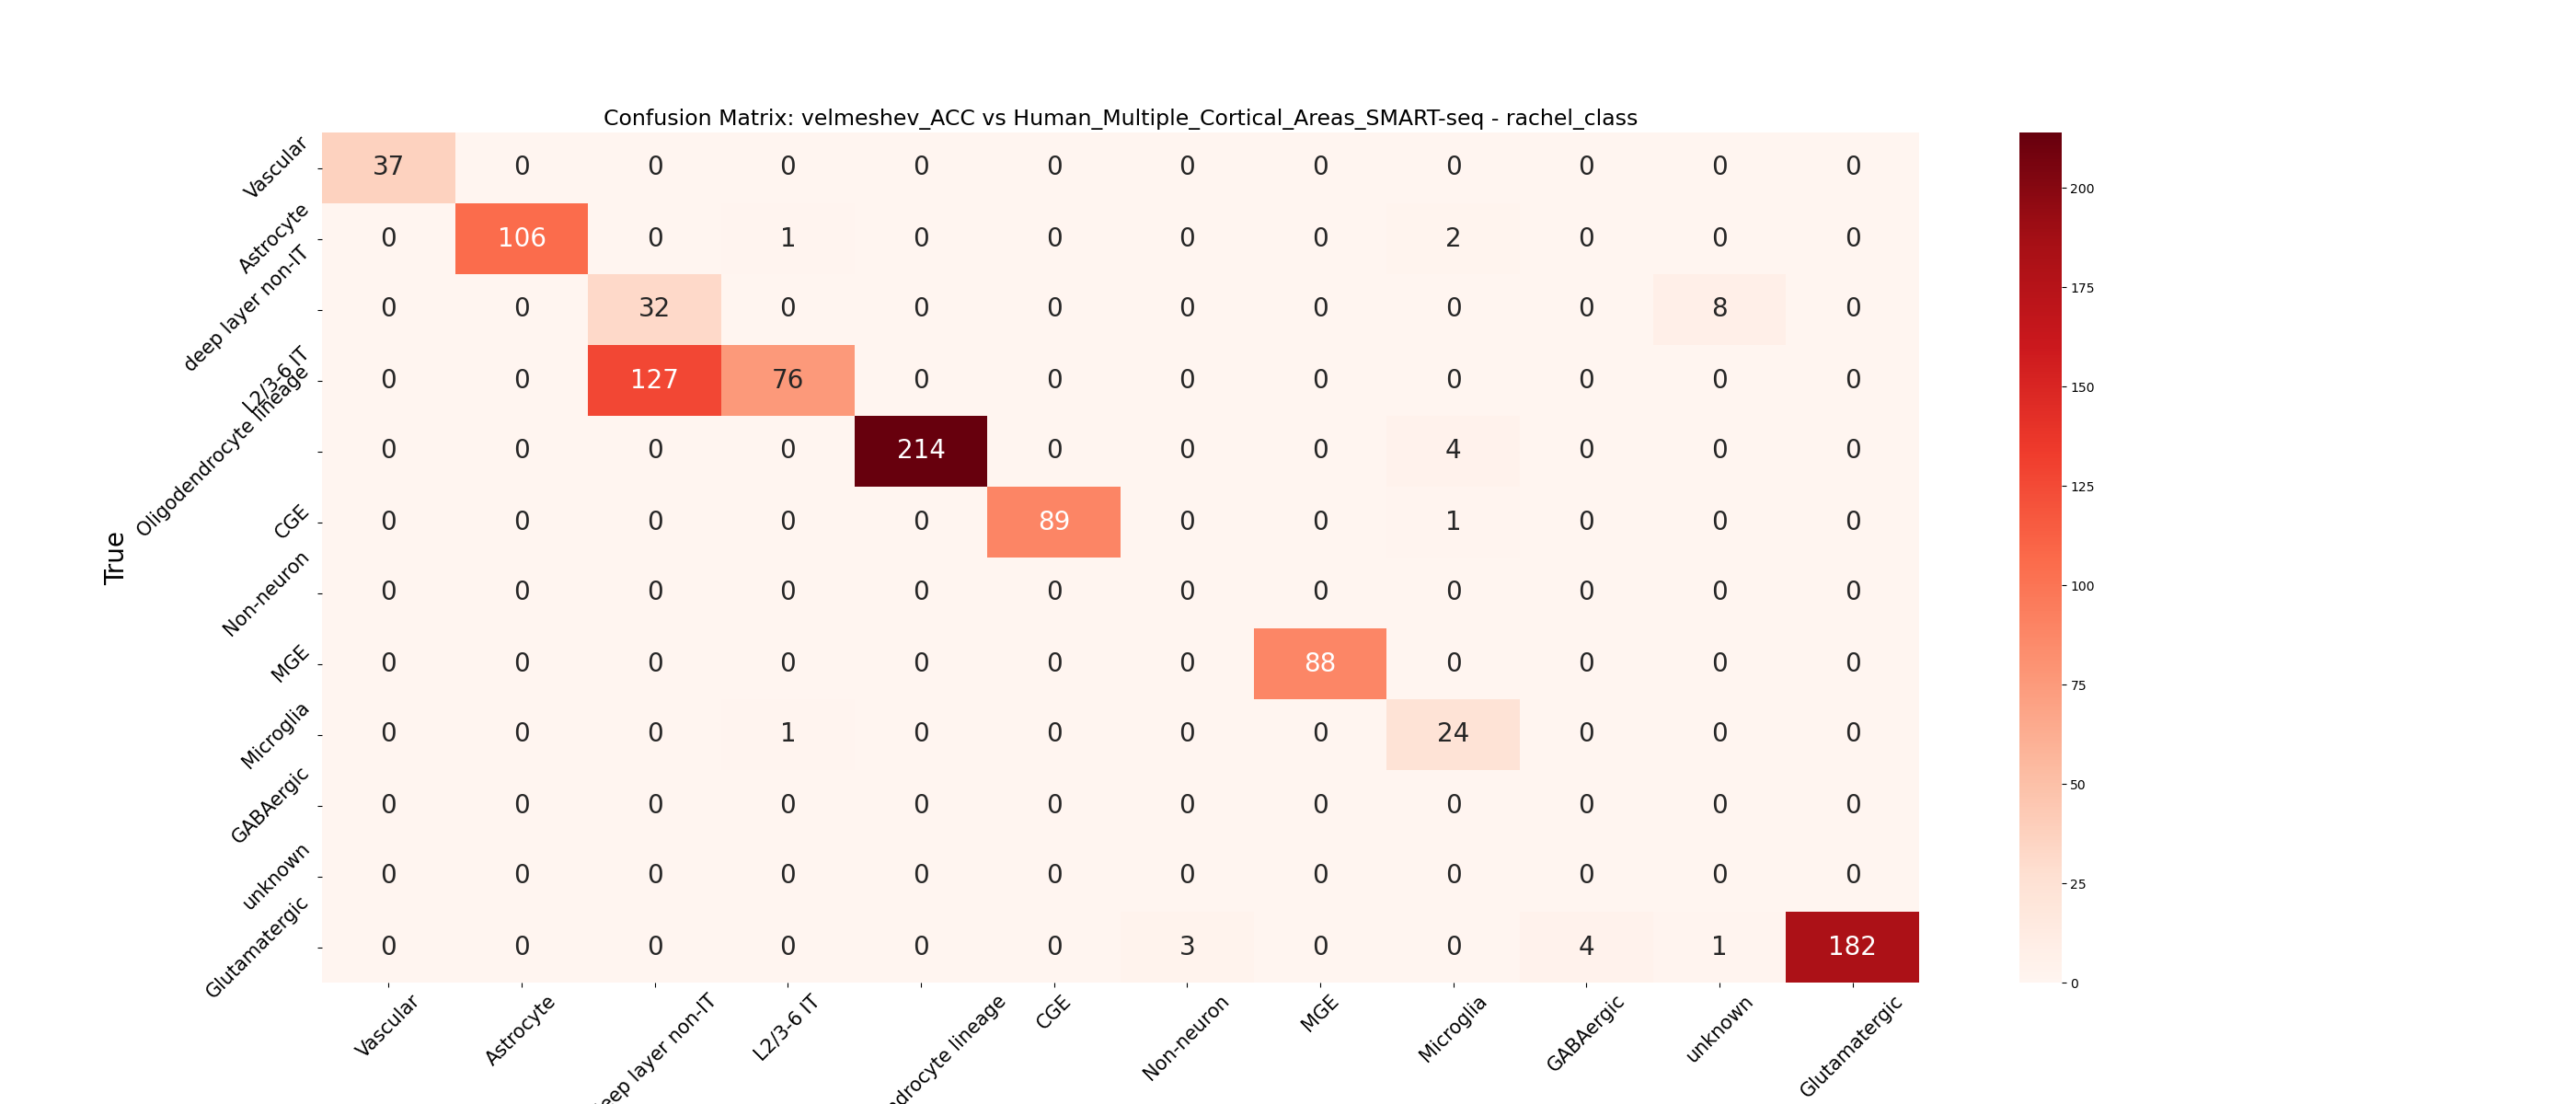 Confusion Matrix: velmeshev_ACC vs Human_Multiple_Cortical_Areas_SMART-seq - rachel_class
True
Vascular 37 0 0 0 0 0 0 0 0 0 0 0
Astrocyte 0 106 0 1 0 0 0 0 2 0 0 0
deep layer non-IT 0 0 32 0 0 0 0 0 0 0 8 0
L2/3-6 IT 0 0 127 76 0 0 0 0 0 0 0 0
Oligodendrocyte lineage 0 0 0 0 214 0 0 0 4 0 0 0
CGE 0 0 0 0 0 89 0 0 1 0 0 0
Non-neuron 0 0 0 0 0 0 0 0 0 0 0 0
MGE 0 0 0 0 0 0 0 88 0 0 0 0
Microglia 0 0 0 1 0 0 0 0 24 0 0 0
GABAergic 0 0 0 0 0 0 0 0 0 0 0 0
unknown 0 0 0 0 0 0 0 0 0 0 0 0
Glutamatergic 0 0 0 0 0 0 3 0 0 4 1 182
Vascular Astrocyte eep layer non-IT L2/3-6 IT ndrocyte lineage CGE Non-neuron MGE Microglia GABAergic unknown Glutamatergic
200
175
150
125
100
75
50
25
0